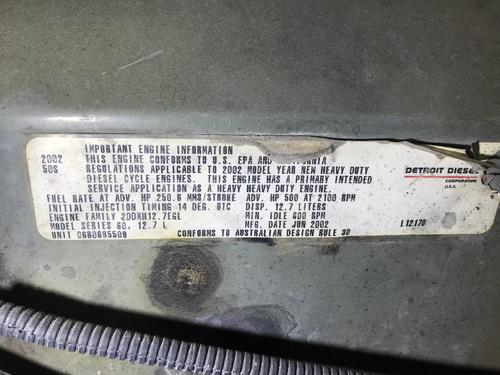 IMPORTANT ENGINE INFORMATION
2002 THIS ENGINE CONFORMS TO U.S. EPA AND CALIFORNIA
50S REGULATIONS APPLICABLE TO 2002 MODEL YEAR NEW HEAVY DUTY
DIESEL CYCLE ENGINES. THIS ENGINE HAS A PRIMARY INTENDED
SERVICE APPLICATION AS A HEAVY HEAVY DUTY ENGINE.
FUEL RATE AT ADV. HP 250.6 MM3/STROKE ADV. HP 500 AT 2100 RPM
INITIAL INJECTION TIMING 14 DEG. BTC DISP. 12.7 LITERS
ENGINE FAMILY 2DDXH12.7EGL MIN. IDLE 600 RPM
MODEL SERIES 60, 12.7 L MFG. DATE JUN 2002
UNIT 06R0695509 CONFORMS TO AUSTRALIAN DESIGN RULE 30
DETROIT DIESEL
CORPORATION
U.S.A.
L12170